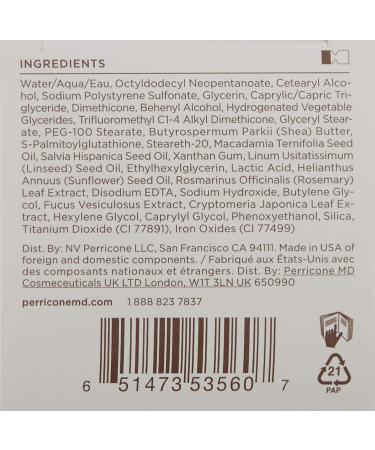 INGREDIENTS
Water/Aqua/Eau, Octyldodecyl Neopentanoate, Cetearyl Alco-
hol, Sodium Polystyrene Sulfonate, Glycerin, Caprylic/Capric Tri-
glyceride, Dimethicone, Behenyl Alcohol, Hydrogenated Vegetable
Glycerides, Trifluoromethyl C1-4 Alkyl Dimethicone, Glyceryl Stear-
ate, PEG-100 Stearate, Butyrospermum Parkii (Shea) Butter,
S-Palmitoylglutathione, Steareth-20, Macadamia Ternifolia Seed
Oil, Salvia Hispanica Seed Oil, Xanthan Gum, Linum Usitatissimum
(Linseed) Seed Oil, Ethylhexylglycerin, Lactic Acid, Helianthus
Annuus (Sunflower) Seed Oil, Rosmarinus Officinalis (Rosemary)
Leaf Extract, Disodium EDTA, Sodium Hydroxide, Butylene Gly-
col, Fucus Vesiculosus Extract, Cryptomeria Japonica Leaf Ex-
tract, Hexylene Glycol, Caprylyl Glycol, Phenoxyethanol, Silica,
Titanium Dioxide (CI 77891), Iron Oxides (CI 77499)
Dist. By: NV Perricone LLC, San Francisco CA 94111. Made in USA of
foreign and domestic components. / Fabriqué aux États-Unis avec
des composants nationaux et étrangers. Dist. By: Perricone MD
Cosmeceuticals UK LTD London, W1T 3LN UK 650990
perriconemd.com 1 888 823 7837
6 51473 53560 7
21
PAP